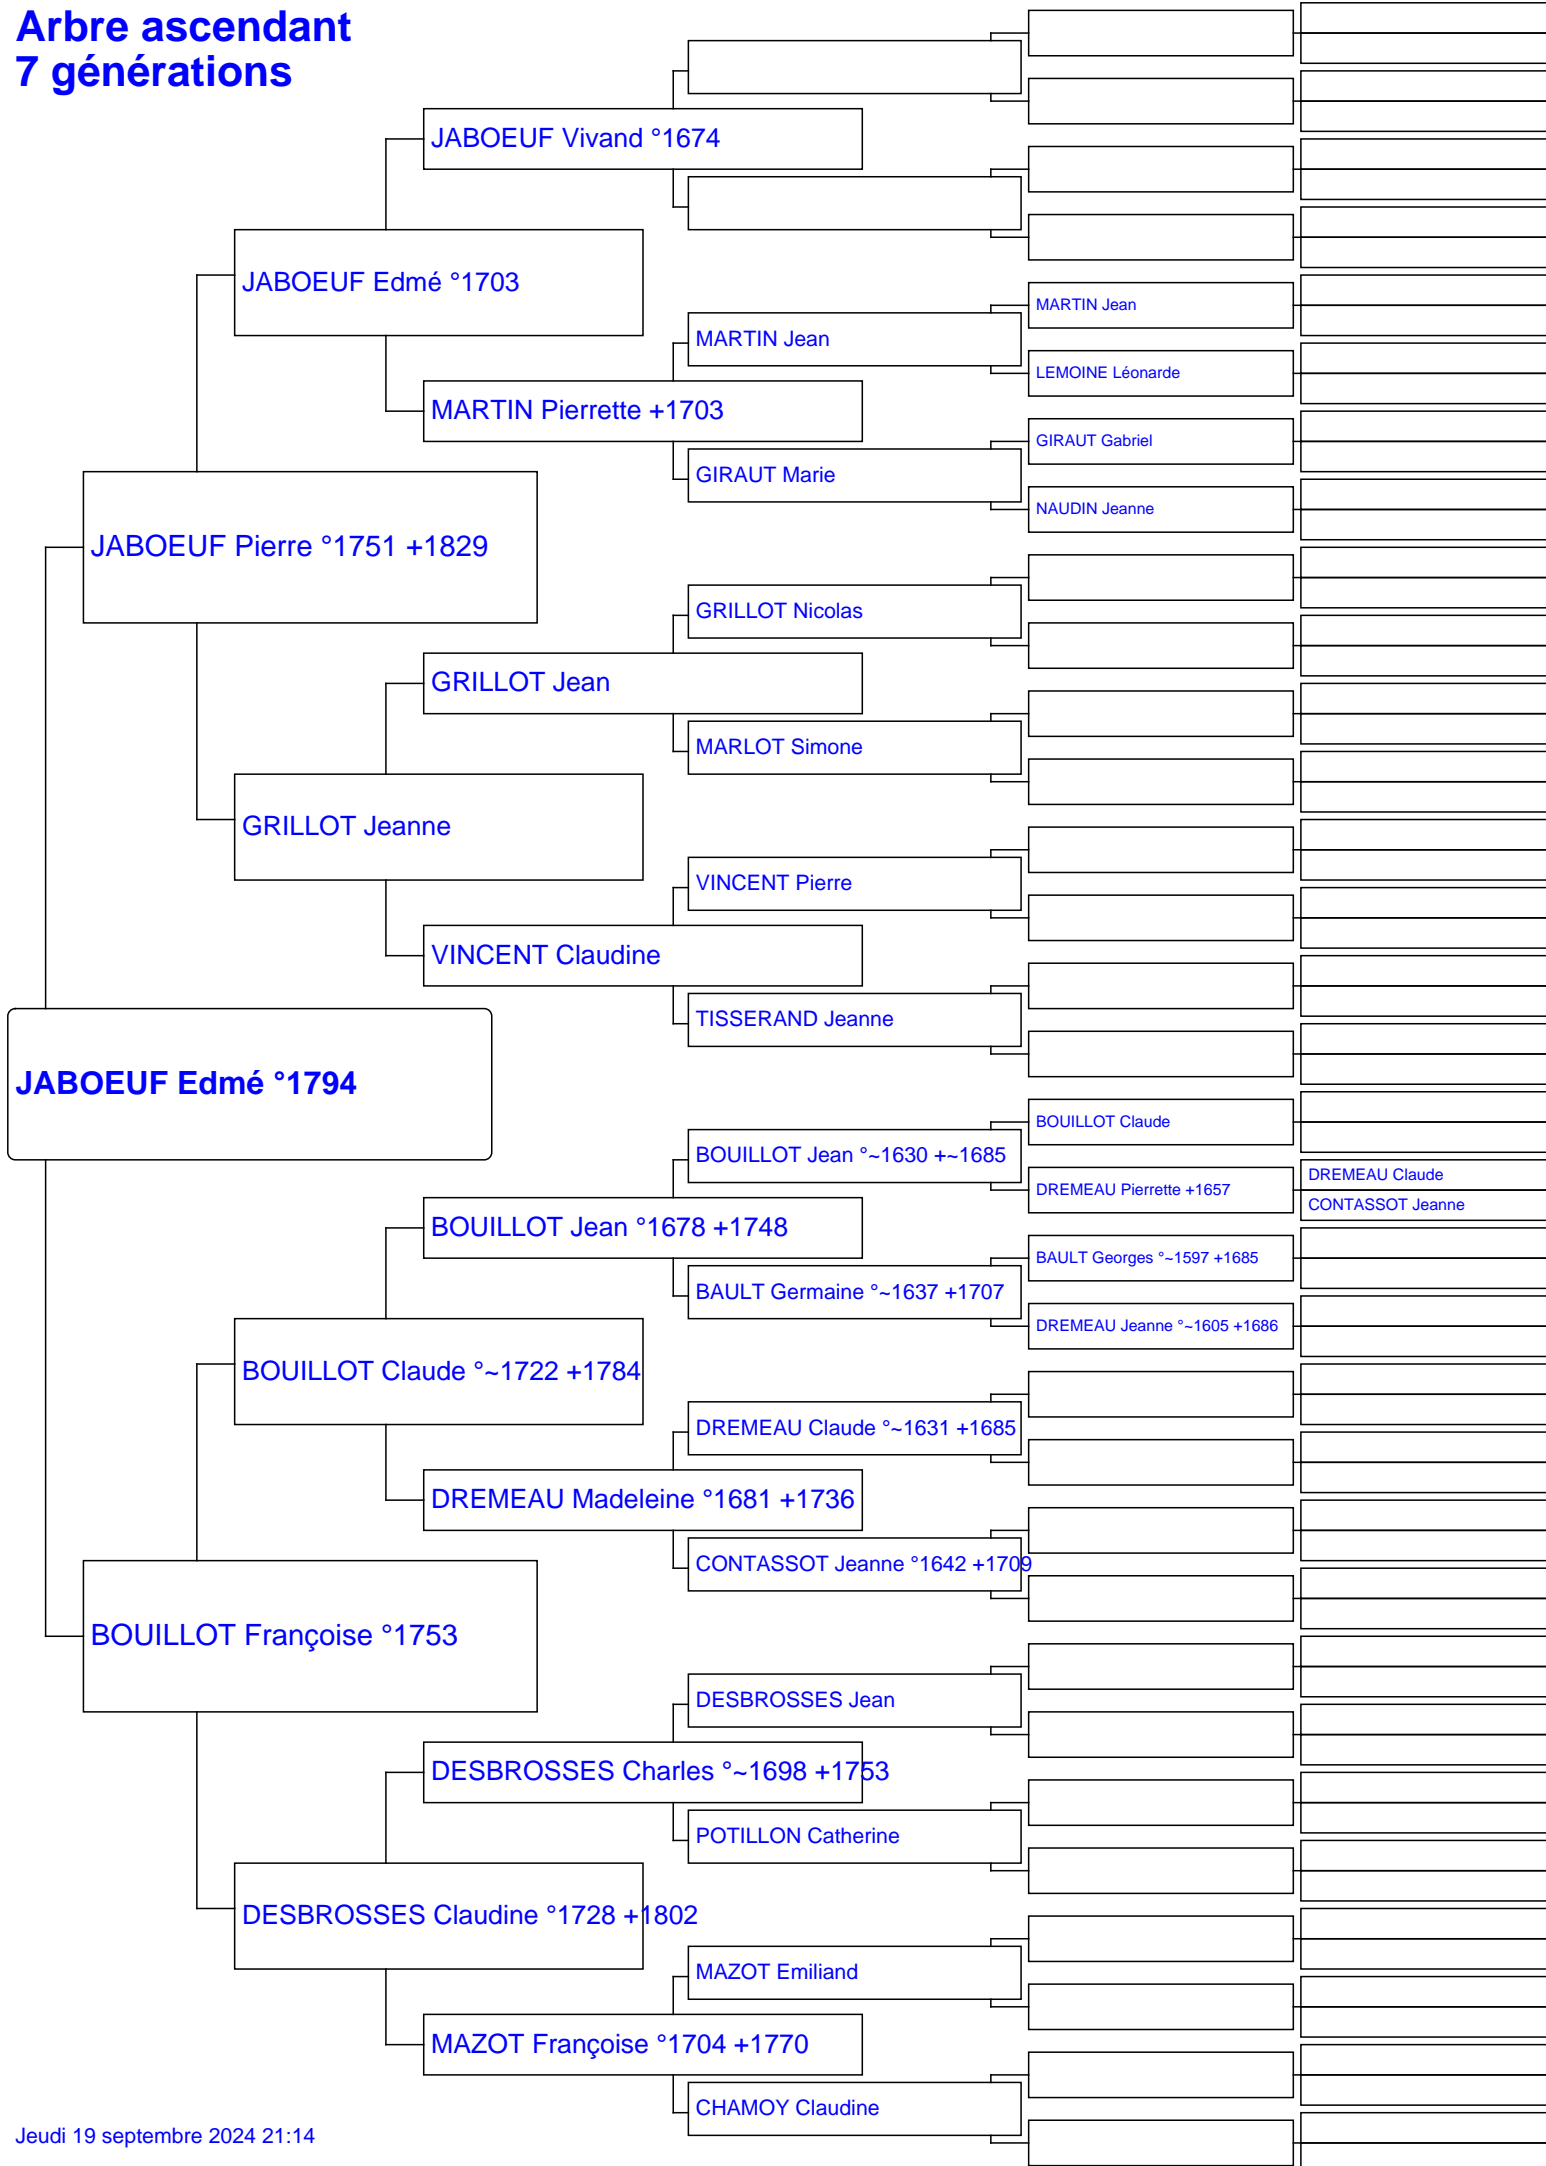 Arbre ascendant
7 générations
JABOEUF Vivand °1674
JABOEUF Edmé °1703
MARTIN Jean
MARTIN Jean
LEMOINE Léonarde
MARTIN Pierrette +1703
GIRAUT Gabriel
GIRAUT Marie
NAUDIN Jeanne
JABOEUF Pierre °1751 +1829
GRILLOT Nicolas
GRILLOT Jean
MARLOT Simone
GRILLOT Jeanne
VINCENT Pierre
VINCENT Claudine
TISSERAND Jeanne
JABOEUF Edmé °1794
BOUILLOT Claude
BOUILLOT Jean °~1630 +~1685
DREMEAU Claude
DREMEAU Pierrette +1657
CONTASSOT Jeanne
BOUILLOT Jean °1678 +1748
BAULT Georges °~1597 +1685
BAULT Germaine °~1637 +1707
DREMEAU Jeanne °~1605 +1686
BOUILLOT Claude °~1722 +1784
DREMEAU Claude °~1631 +1685
DREMEAU Madeleine °1681 +1736
CONTASSOT Jeanne °1642 +1709
BOUILLOT Françoise °1753
DESBROSSES Jean
DESBROSSES Charles °~1698 +1753
POTILLON Catherine
DESBROSSES Claudine °1728 +1802
MAZOT Emiliand
MAZOT Françoise °1704 +1770
CHAMOY Claudine
Jeudi 19 septembre 2024 21:14